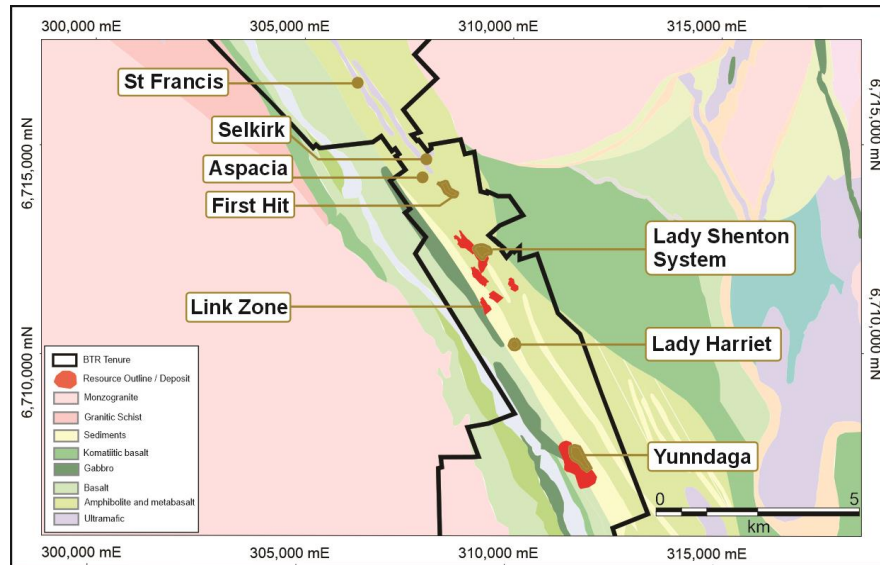 300,000 mE
305,000 mE
310,000 mE
315,000 mE
St Francis
6,715,000 mN
Selkirk
6,715,000 mN
Aspacia
First Hit
Lady Shenton
System
Link Zone
Lady Harriet
6,710,000 mN
6,710,000 mN
BTR Tenure
Resource Outline / Deposit
Monzogranite
Granitic Schist
Sediments
Komatiitic basalt
Gabbro
Basalt
Amphibolite and metabasalt
Ultramafic
Yunndaga
0
5
km
300,000 mE
305,000 mE
310,000 mE
315,000 mE